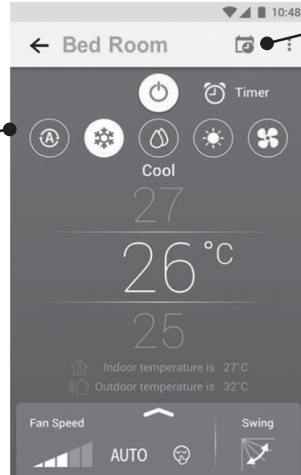 10:48
Bed Room
Timer
A
Cool
27
26°C
25
Indoor temperature is 27°C
Outdoor temperature is 32°C
Fan Speed
Swing
AUTO